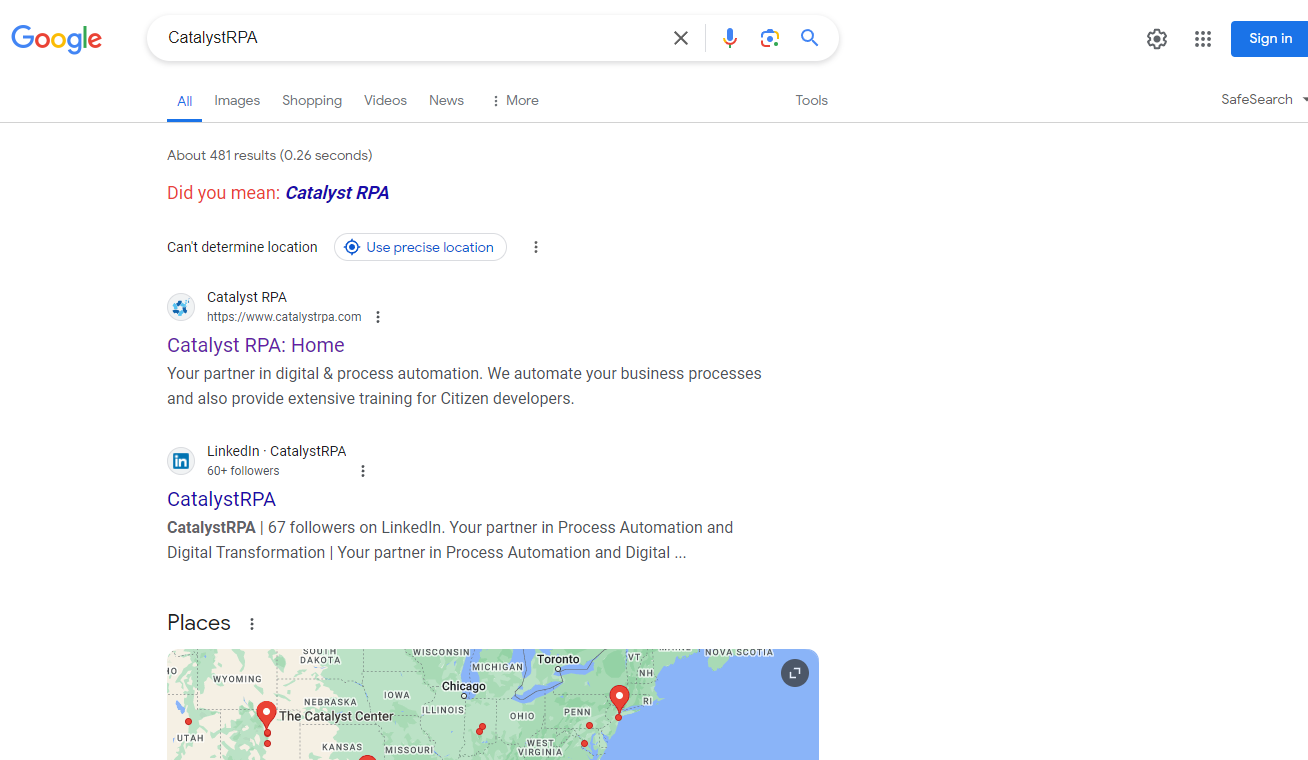 Google
CatalystRPA
Sign in
All Images Shopping Videos News More Tools SafeSearch
About 481 results (0.26 seconds)
Did you mean: Catalyst RPA
Can't determine location Use precise location
Catalyst RPA
https://www.catalystrpa.com
Catalyst RPA: Home
Your partner in digital & process automation. We automate your business processes
and also provide extensive training for Citizen developers.
LinkedIn · CatalystRPA
60+ followers
CatalystRPA
CatalystRPA | 67 followers on LinkedIn. Your partner in Process Automation and
Digital Transformation | Your partner in Process Automation and Digital ...
Places
SOUTH
DAKOTA
WISCONSIN
MICHIGAN
Toronto
VT
NOVA SCOTIA
NH
WYOMING
Chicago
IOWA
NEBRASKA
ILLINOIS
OHIO
PENN
RI
The Catalyst Center
UTAH
KANSAS
MISSOURI
WEST
VIRGINIA